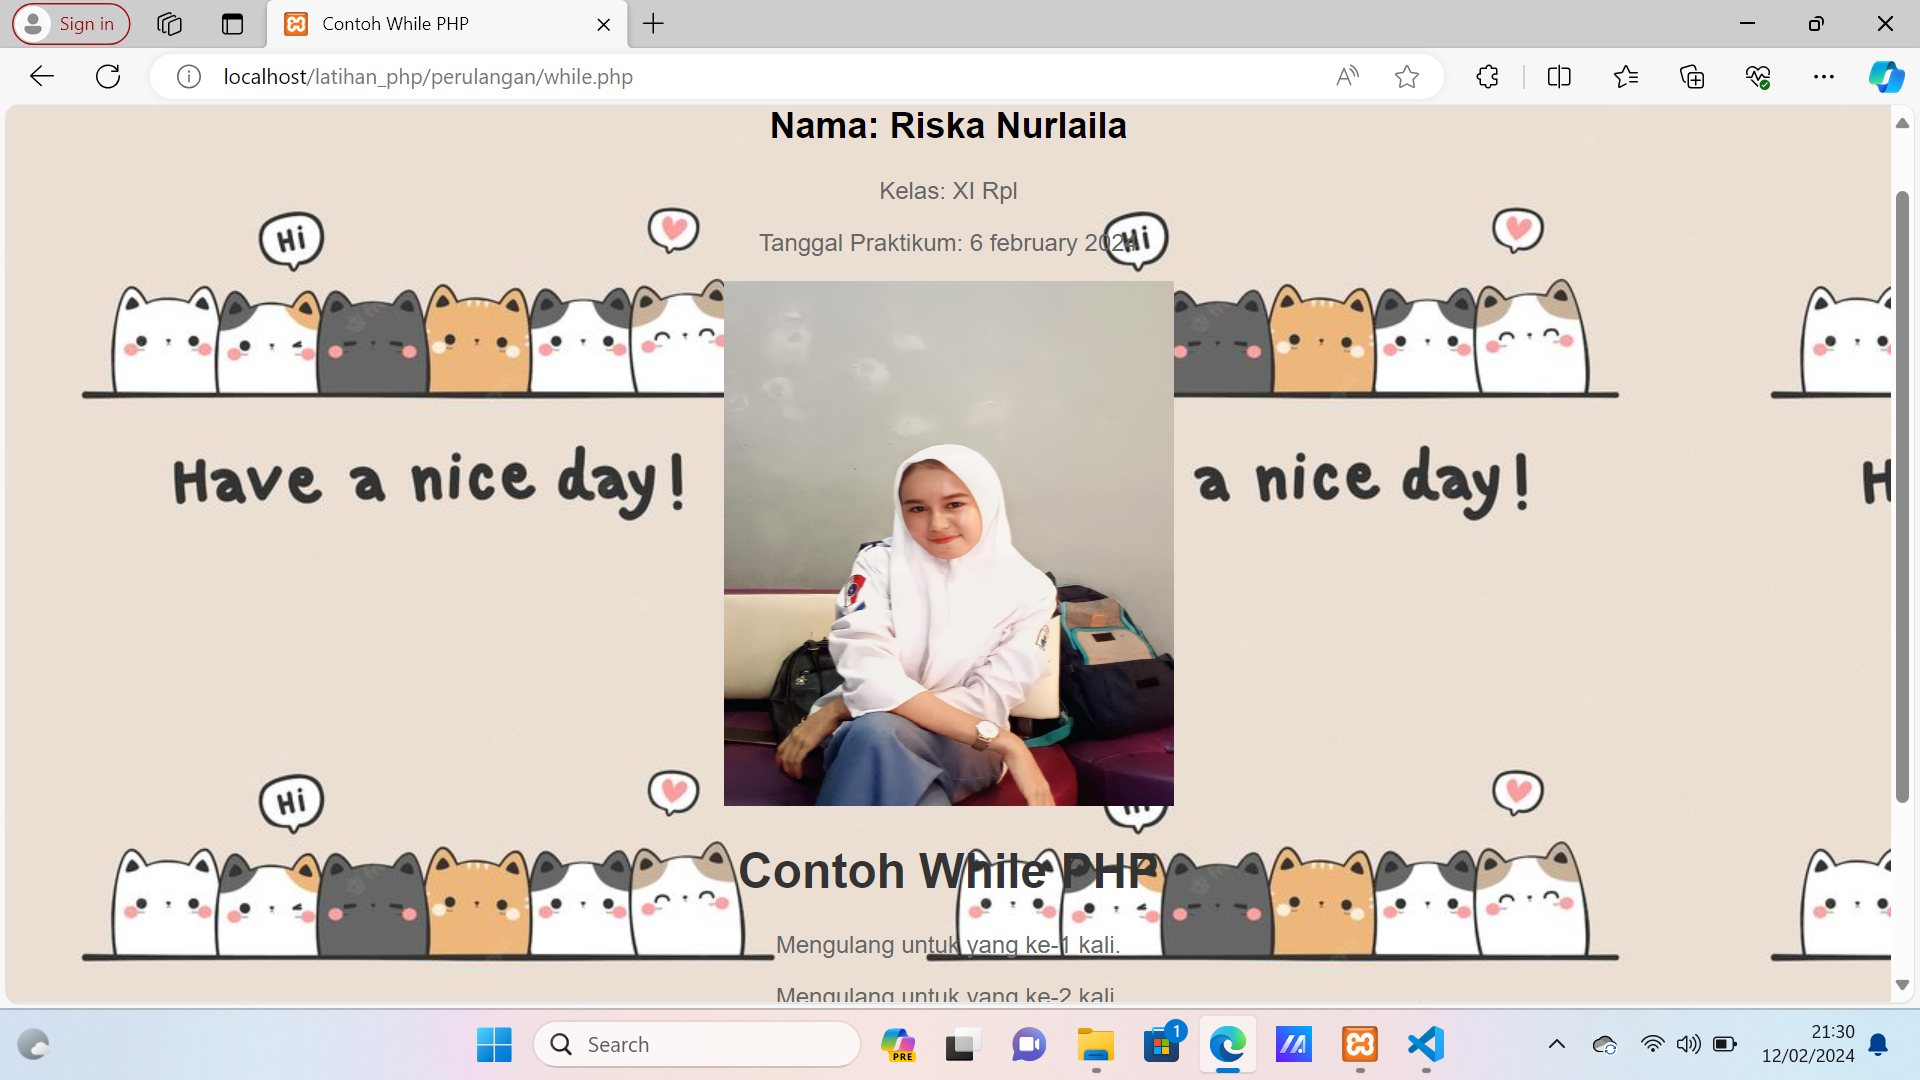 Sign in
Contoh While PHP
localhost/latihan_php/perulangan/while.php
Nama: Riska Nurlaila
Kelas: XI Rpl
Tanggal Praktikum: 6 february 2024
Hi
Hi
Have a nice day!
a nice day!
H
Hi
Hi
Contoh While PHP
Mengulang untuk yang ke-1 kali.
Mengulang untuk yang ke-2 kali
Search
PRE
1
21:30
12/02/2024